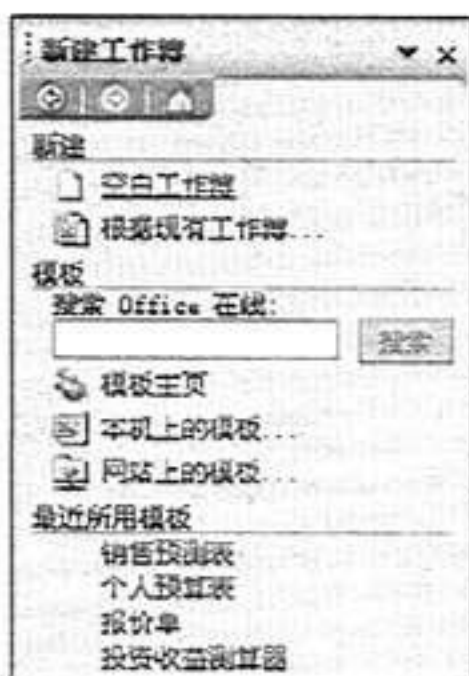 新建工作簿
新建
空白工作簿
根据现有工作簿...
模板
搜索 Office 在线:
搜索
模板主页
本机上的模板...
网站上的模板...
最近所用模板
销售预测表
个人预算表
报价单
投资收益测算器